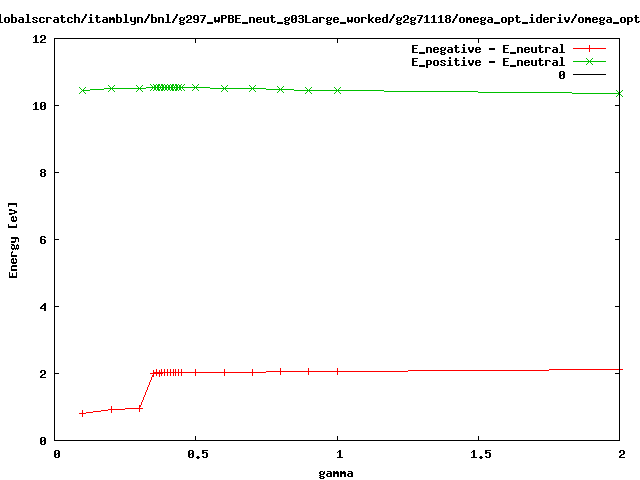 lobalscratch/itamblyn/bnl/g297_wPBE_neut_g03Large_worked/g2g71118/omega_opt_ideriv/omega_opt
E_negative - E_neutral
E_positive - E_neutral
0
12
10
8
6
4
2
0
Energy [eV]
0 0.5 1 1.5 2
gamma